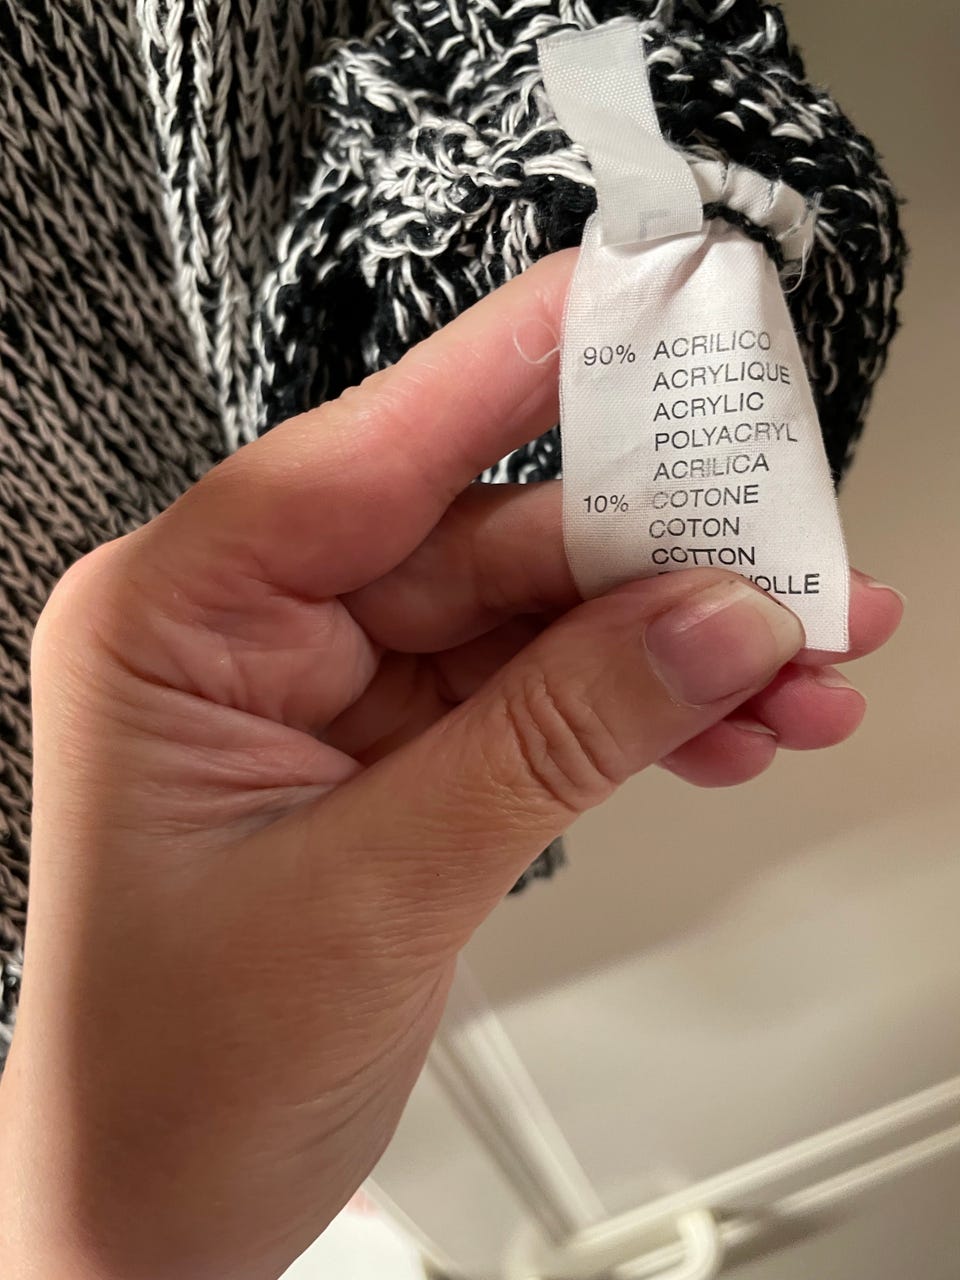 90% ACRILICO
ACRYLIQUE
ACRYLIC
POLYACRYL
ACRILICA
10% COTONE
COTON
COTTON